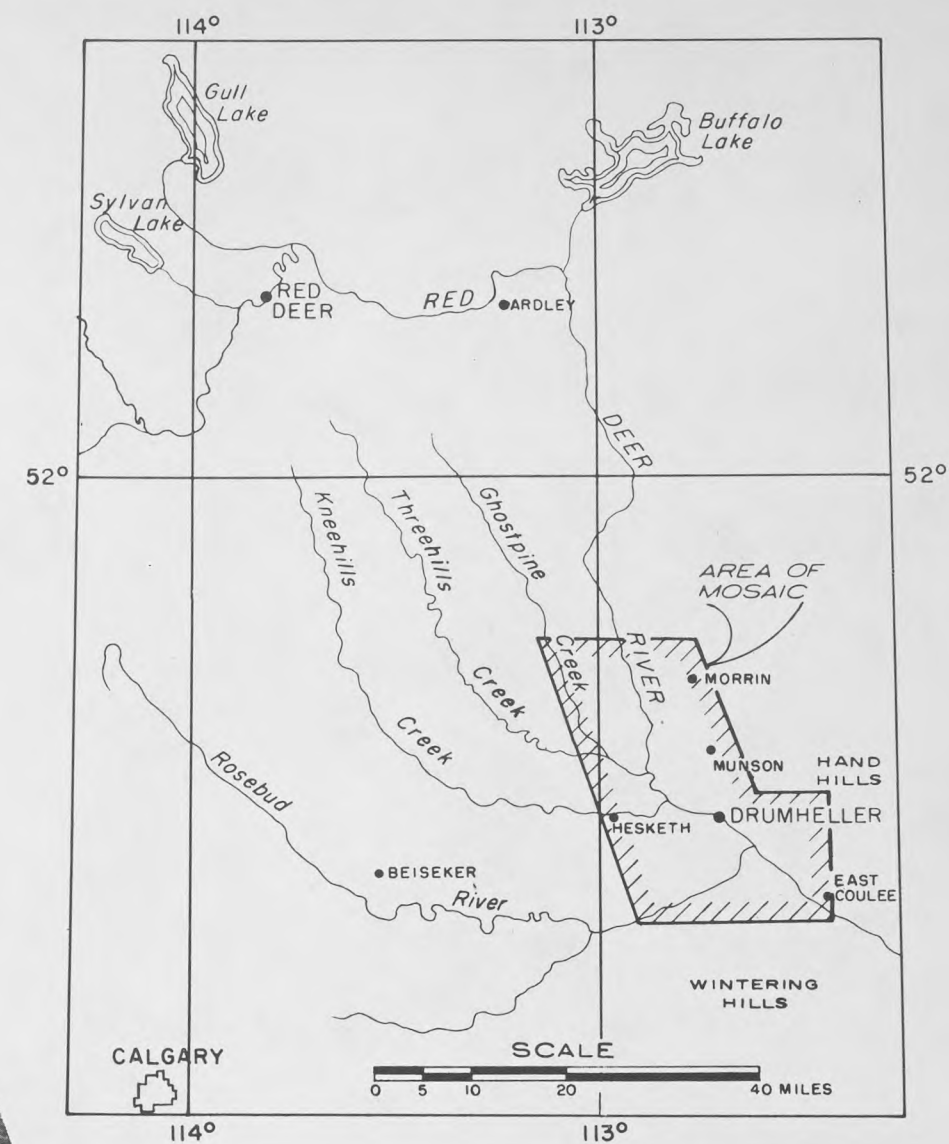 114°
113°
Gull
Lake
Buffalo
Lake
Sylvan
Lake
RED
DEER
RED
ARDLEY
DEER
52°
52°
Kneehills
Threehills
Ghostpine
AREA OF
MOSAIC
Creek
RIVER
MORRIN
Creek
Creek
MUNSON
HAND
HILLS
Rosebud
HESKETH
DRUMHELLER
BEISEKER
EAST
COULEE
River
WINTERING
HILLS
SCALE
CALGARY
0 5 10 20 40 MILES
114°
113°